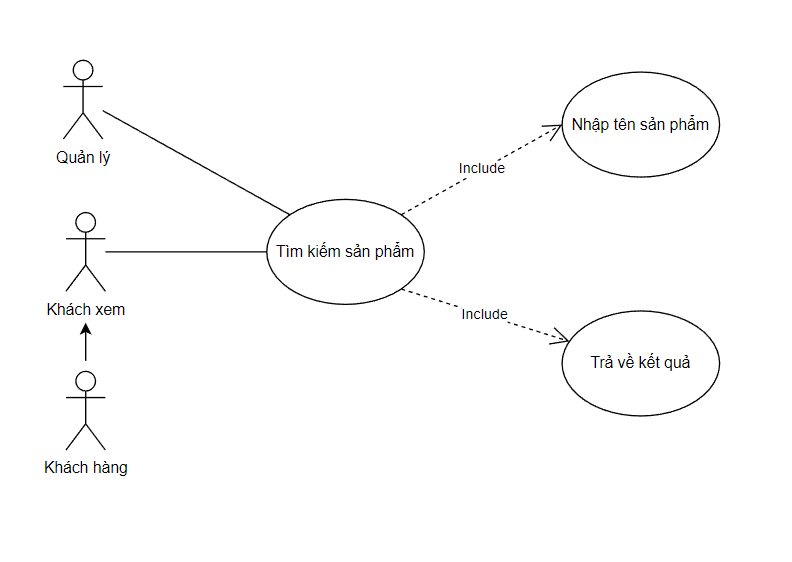 Quản lý
Khách xem
Khách hàng
Tìm kiếm sản phẩm
Include
Include
Nhập tên sản phẩm
Trả về kết quả